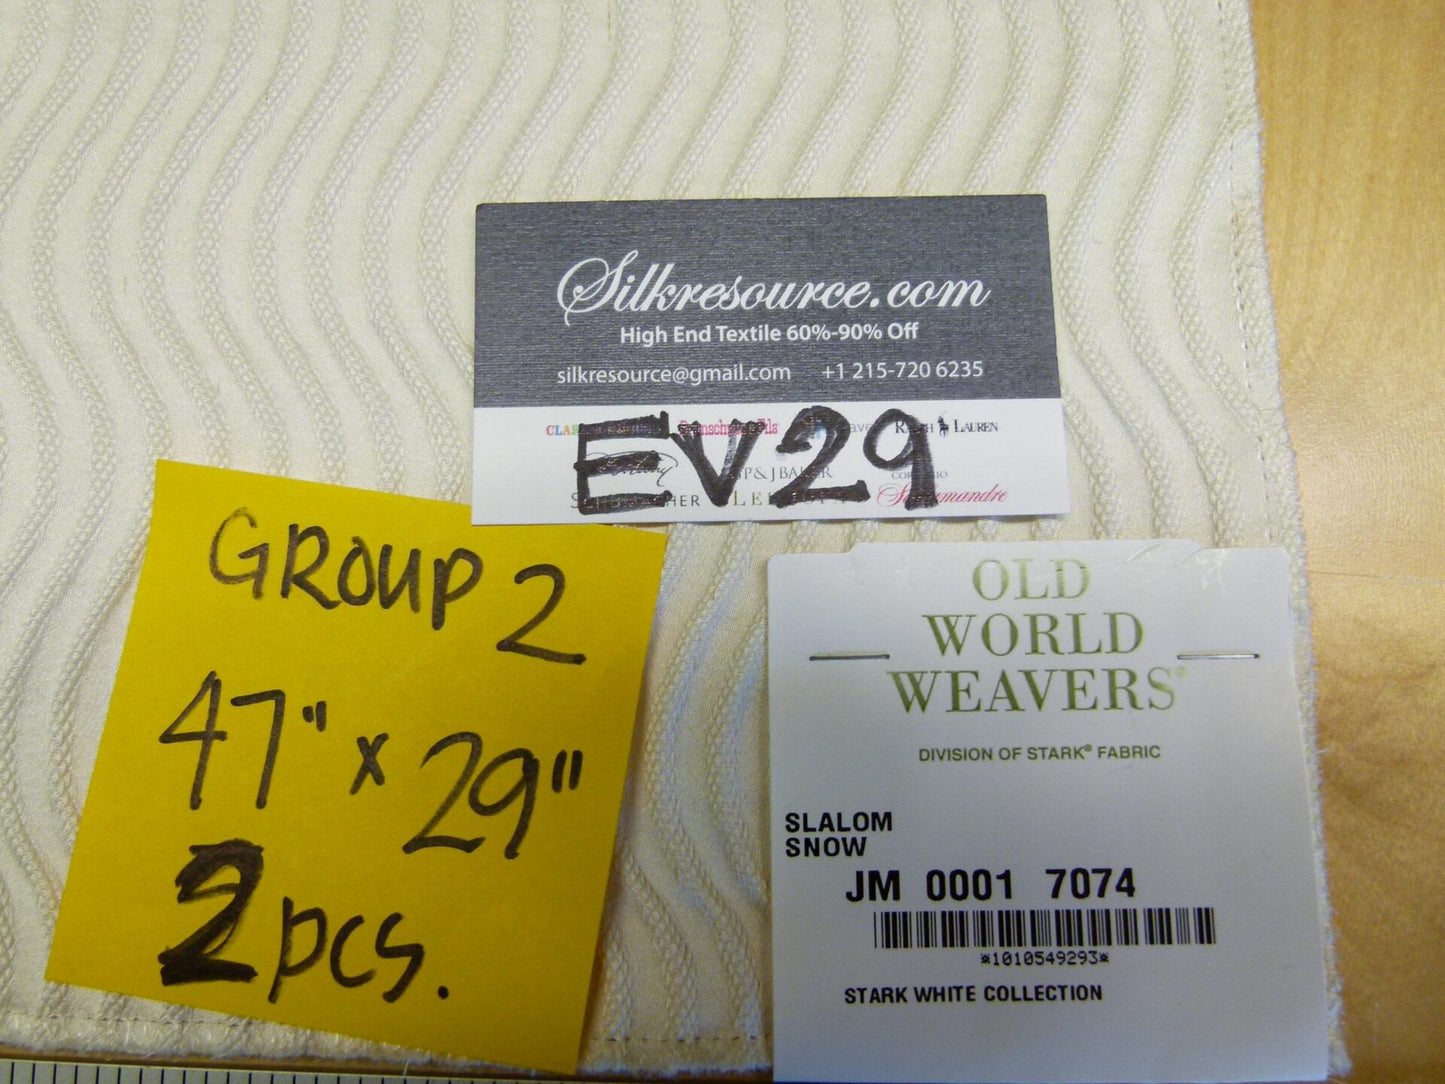 Silkresource.com
High End Textile 60%-90% Off
silkresource@gmail.com +1 215-720 6235
EV29
RALPH LAUREN
GROUP 2
47" x 29"
2 pcs.
OLD
WORLD
WEAVERS®
DIVISION OF STARK® FABRIC
SLALOM
SNOW
JM 0001 7074
*1010549293*
STARK WHITE COLLECTION